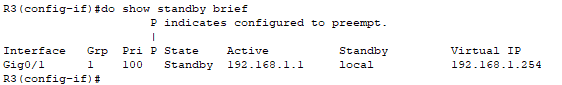 R3(config-if)#do show standby brief
                     P indicates configured to preempt.
                     |
Interface   Grp  Pri P State    Active          Standby         Virtual IP
Gig0/1      1    100   Standby  192.168.1.1     local           192.168.1.254
R3(config-if)#